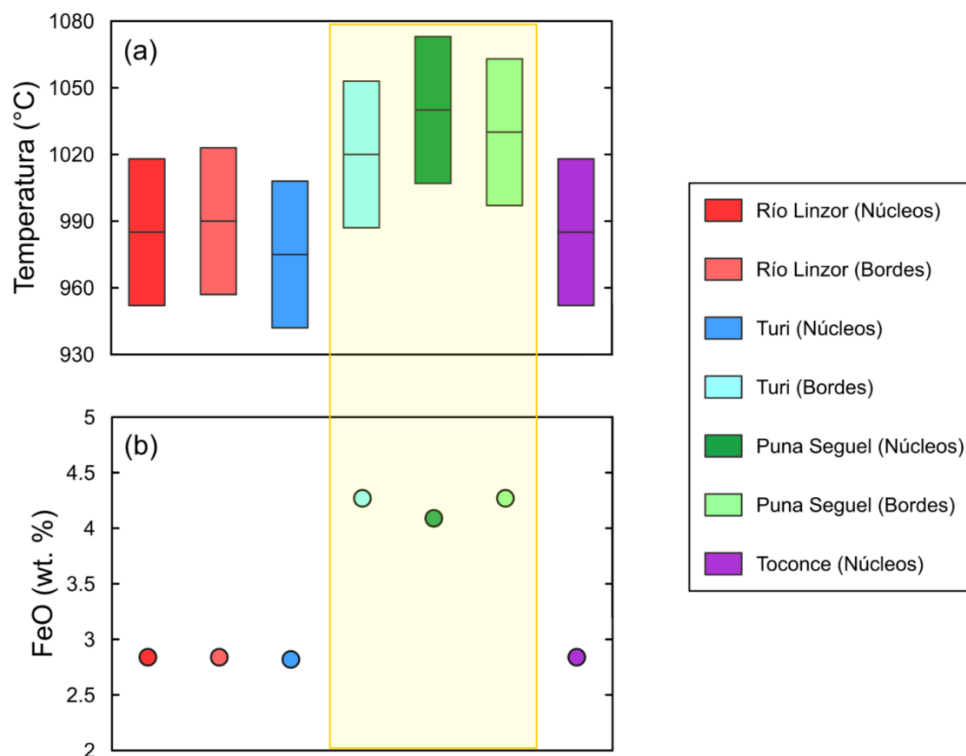 (a)
Temperatura (°C)
1080
1050
1020
990
960
930
(b)
FeO (wt. %)
5
4.5
4
3.5
3
2.5
2
Río Linzor (Núcleos)
Río Linzor (Bordes)
Turi (Núcleos)
Turi (Bordes)
Puna Seguel (Núcleos)
Puna Seguel (Bordes)
Toconce (Núcleos)